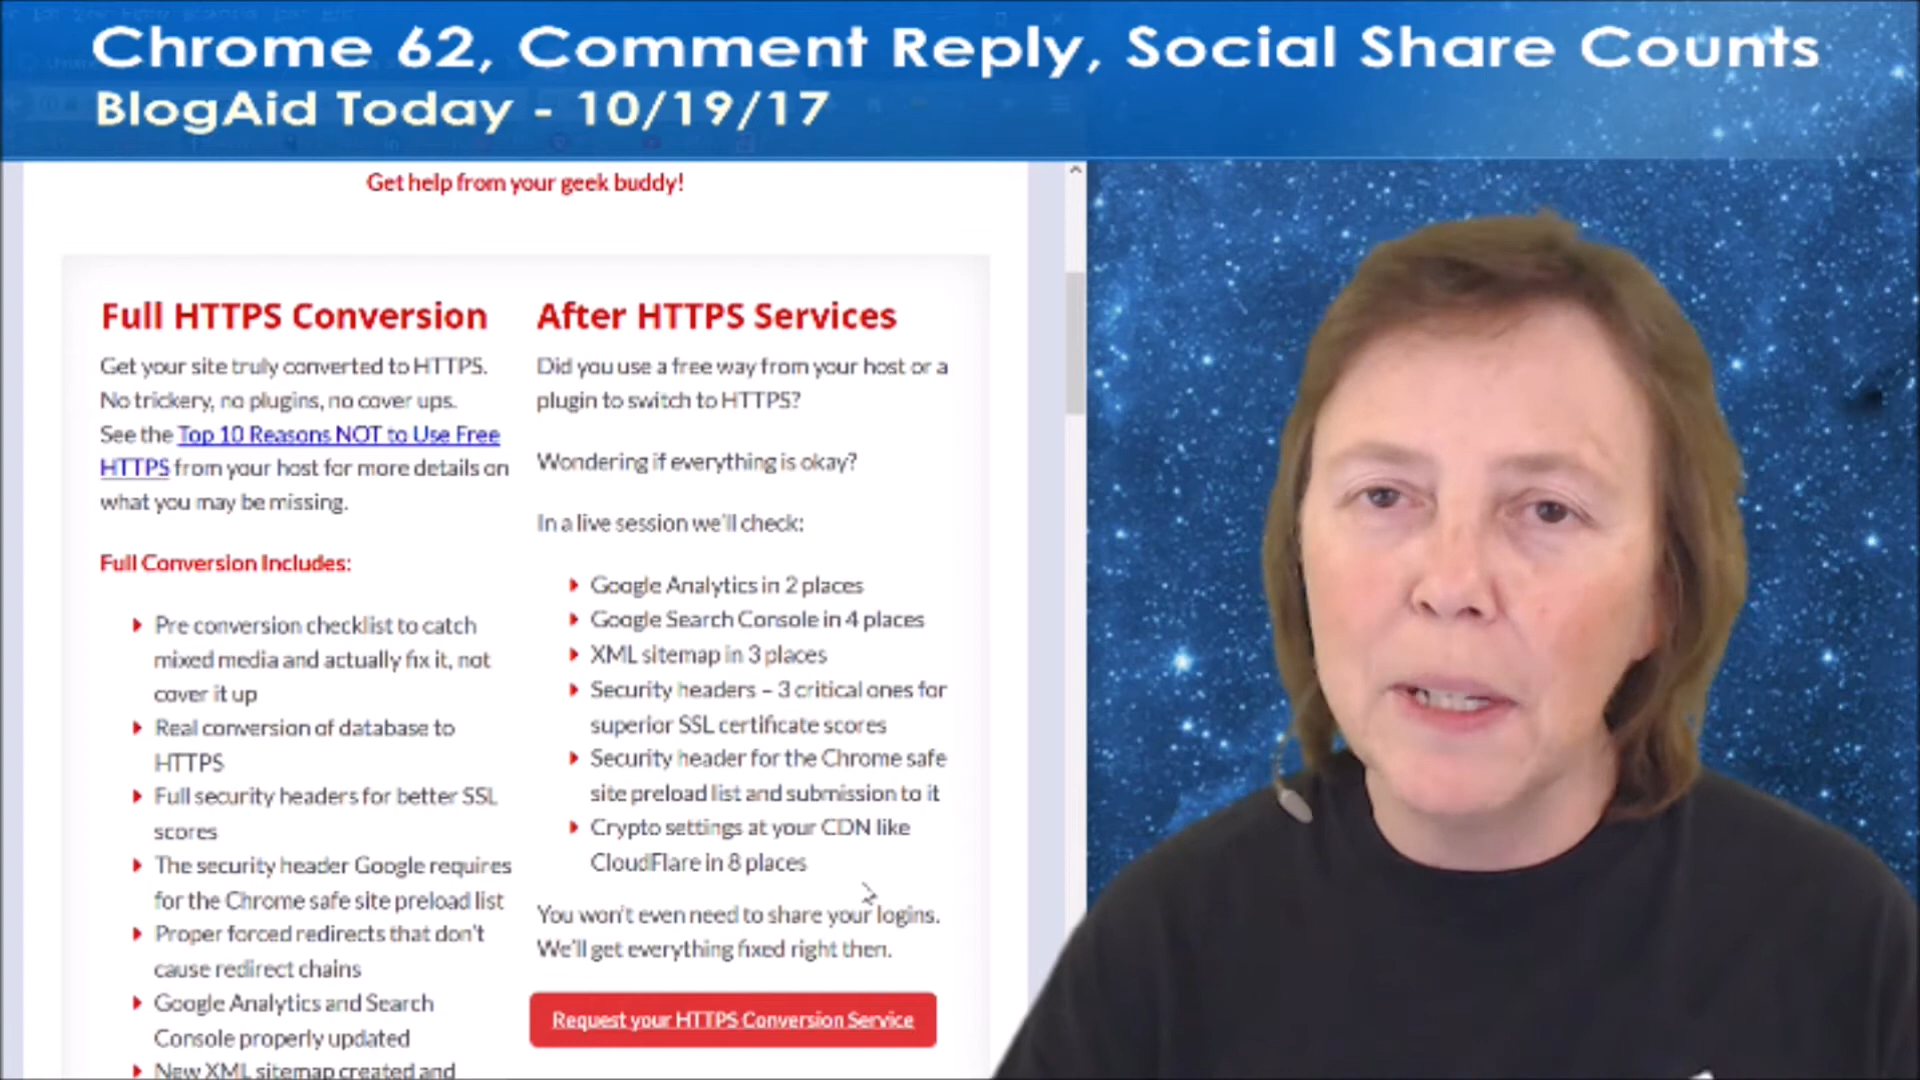 Chrome 62, Comment Reply, Social Share Counts
BlogAid Today - 10/19/17
Get help from your geek buddy!
Full HTTPS Conversion
Get your site truly converted to HTTPS.
No trickery, no plugins, no cover ups.
See the Top 10 Reasons NOT to Use Free
HTTPS from your host for more details on
what you may be missing.
Full Conversion Includes:
Pre conversion checklist to catch
mixed media and actually fix it, not
cover it up
Real conversion of database to
HTTPS
Full security headers for better SSL
scores
The security header Google requires
for the Chrome safe site preload list
Proper forced redirects that don't
cause redirect chains
Google Analytics and Search
Console properly updated
New XML sitemap created and
After HTTPS Services
Did you use a free way from your host or a
plugin to switch to HTTPS?
Wondering if everything is okay?
In a live session we'll check:
Google Analytics in 2 places
Google Search Console in 4 places
XML sitemap in 3 places
Security headers – 3 critical ones for
superior SSL certificate scores
Security header for the Chrome safe
site preload list and submission to it
Crypto settings at your CDN like
CloudFlare in 8 places
You won't even need to share your logins.
We'll get everything fixed right then.
Request your HTTPS Conversion Service